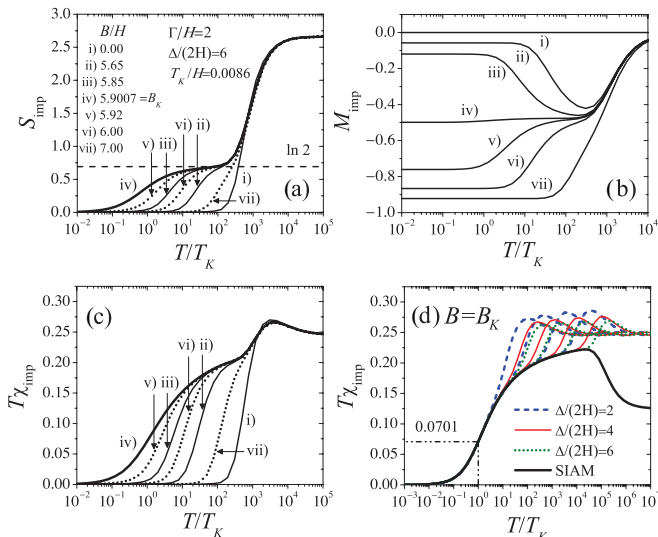 B/H
i) 0.00
ii) 5.65
iii) 5.85
iv) 5.9007 =B_K
v) 5.92
vi) 6.00
vii) 7.00
Γ/H=2
Δ/(2H)=6
T_K/H=0.0086
vi) ii)
v) iii)
iv)
i)
vii)
ln 2
(a)
S_imp
2.5
2.0
1.5
1.0
0.5
0.0
10^-2 10^-1 10^0 10^1 10^2 10^3 10^4 10^5
T/T_K
i)
ii)
iii)
iv)
v)
vi)
vii)
(b)
M_imp
0.0
−0.2
−0.4
−0.6
−0.8
−1.0
10^-2 10^-1 10^0 10^1 10^2 10^3 10^4
T/T_K
(c)
vi) ii)
v) iii)
iv)
i)
vii)
Tχ_imp
0.30
0.25
0.20
0.15
0.10
0.05
0.00
10^-2 10^-1 10^0 10^1 10^2 10^3 10^4 10^5
T/T_K
(d) B=B_K
0.0701
Δ/(2H)=2
Δ/(2H)=4
Δ/(2H)=6
SIAM
Tχ_imp
0.30
0.25
0.20
0.15
0.10
0.05
0.00
10^-3 10^-2 10^-1 10^0 10^1 10^2 10^3 10^4 10^5 10^6 10^7
T/T_K